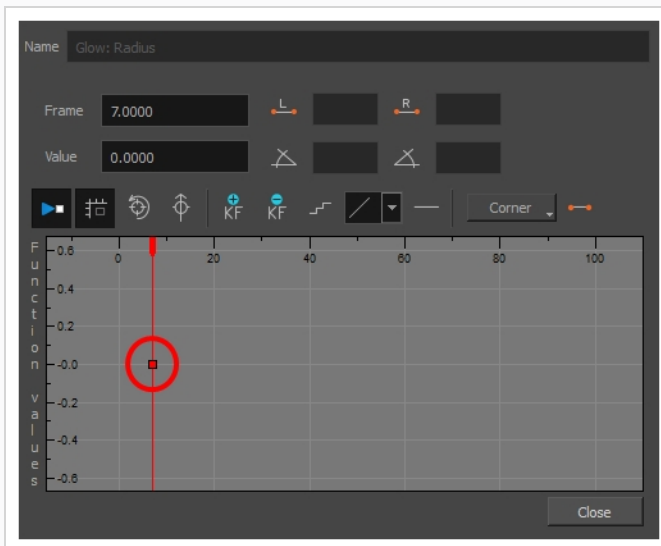 Name Glow: Radius
Frame 7.0000 L R
Value 0.0000
KF KF Corner
Function values
0 20 40 60 80 100
-0.6
-0.4
-0.2
-0.0
-0.2
-0.4
-0.6
Close